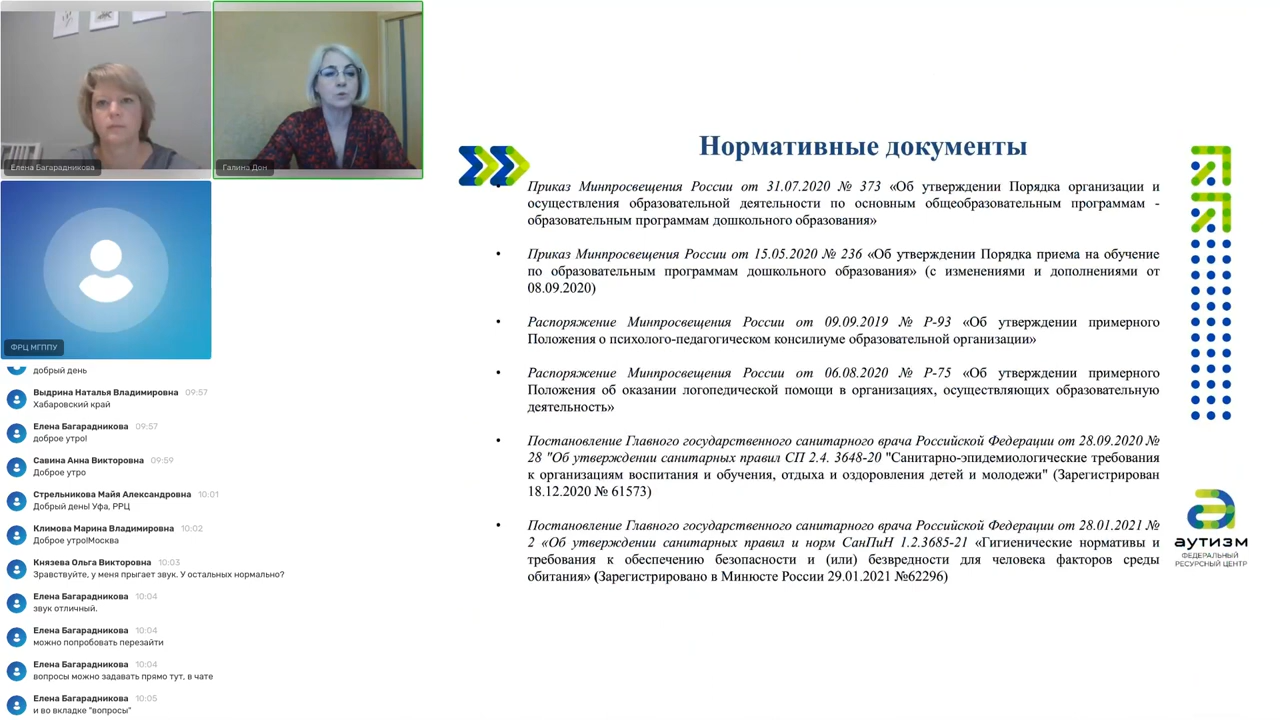 Елена Багарадникова
Галина Дон
ФРЦ МГППУ
добрый день
Выдрина Наталья Владимировна 09:57
Хабаровский край
Елена Багарадникова 09:57
доброе утро!
Савина Анна Викторовна 09:59
Доброе утро
Стрельникова Майя Александровна 10:01
Добрый день! Уфа, РРЦ
Климова Марина Владимировна 10:02
Доброе утро!Москва
Князева Ольга Викторовна 10:03
Зравствуйте, у меня прыгает звук. У остальных нормально?
Елена Багарадникова 10:04
звук отличный.
Елена Багарадникова 10:04
можно попробовать перезайти
Елена Багарадникова 10:04
вопросы можно задавать прямо тут, в чате
Елена Багарадникова 10:05
и во вкладке "вопросы"
Нормативные документы
• Приказ Минпросвещения России от 31.07.2020 № 373 «Об утверждении Порядка организации и
осуществления образовательной деятельности по основным общеобразовательным программам -
образовательным программам дошкольного образования»
• Приказ Минпросвещения России от 15.05.2020 № 236 «Об утверждении Порядка приема на обучение
по образовательным программам дошкольного образования» (с изменениями и дополнениями от
08.09.2020)
• Распоряжение Минпросвещения России от 09.09.2019 № Р-93 «Об утверждении примерного
Положения о психолого-педагогическом консилиуме образовательной организации»
• Распоряжение Минпросвещения России от 06.08.2020 № Р-75 «Об утверждении примерного
Положения об оказании логопедической помощи в организациях, осуществляющих образовательную
деятельность»
• Постановление Главного государственного санитарного врача Российской Федерации от 28.09.2020 №
28 "Об утверждении санитарных правил СП 2.4. 3648-20 "Санитарно-эпидемиологические требования
к организациям воспитания и обучения, отдыха и оздоровления детей и молодежи" (Зарегистрирован
18.12.2020 № 61573)
• Постановление Главного государственного санитарного врача Российской Федерации от 28.01.2021 №
2 «Об утверждении санитарных правил и норм СанПиН 1.2.3685-21 «Гигиенические нормативы и
требования к обеспечению безопасности и (или) безвредности для человека факторов среды
обитания» (Зарегистрировано в Минюсте России 29.01.2021 №62296)
аутизм
ФЕДЕРАЛЬНЫЙ
РЕСУРСНЫЙ ЦЕНТР